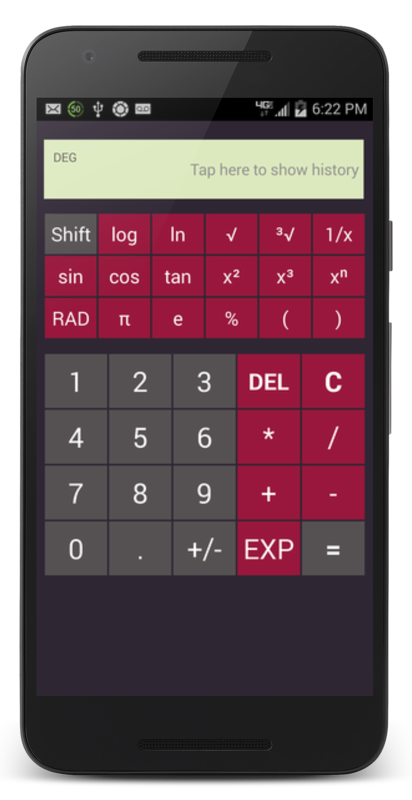 50 4G 6:22 PM
DEG
Tap here to show history
Shift log ln √ ³√ 1/x
sin cos tan x² x³ xⁿ
RAD π e % ( )
1 2 3 DEL C
4 5 6 * /
7 8 9 + -
0 . +/- EXP =